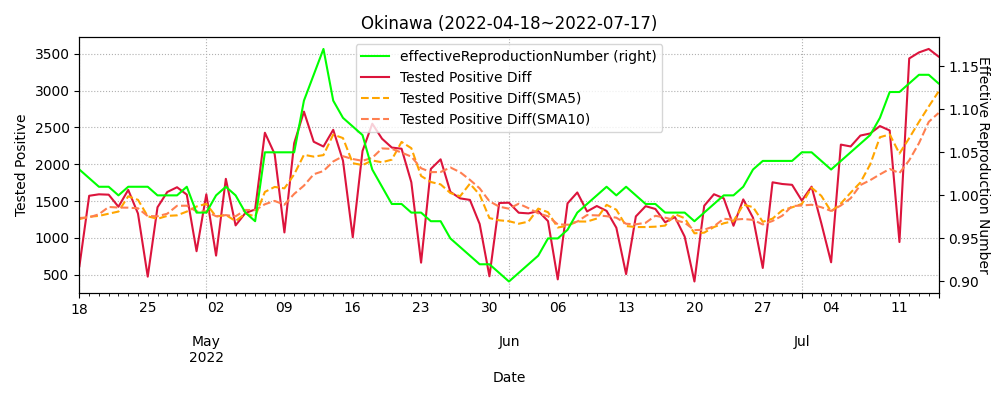 Okinawa (2022-04-18~2022-07-17)
effectiveReproductionNumber (right)
Tested Positive Diff
Tested Positive Diff(SMA5)
Tested Positive Diff(SMA10)
Tested Positive
3500
3000
2500
2000
1500
1000
500
1.15
1.10
1.05
1.00
0.95
0.90
Effective Reproduction Number
18 25 02 09 16 23 30 06 13 20 27 04 11
May Jun Jul
2022
Date